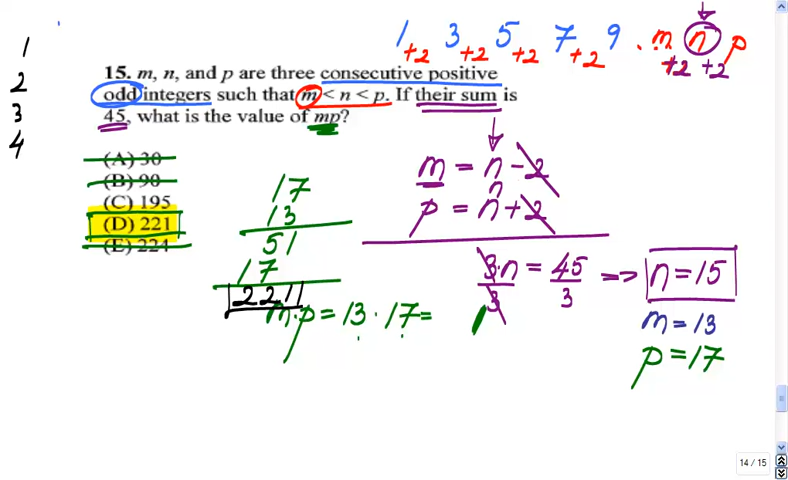 1 3 5 7 9 . m n p
+2 +2 +2 +2 +2 +2
1
2
3
4
15. m, n, and p are three consecutive positive
odd integers such that m < n < p. If their sum is
45, what is the value of mp?
(A) 30
(B) 90
(C) 195
(D) 221
(E) 224
17
13
51
17
221
m.p = 13 . 17 =
m = n - 2
n
p = n + 2
3.n = 45 => n = 15
3 3
m = 13
p = 17
14 / 15